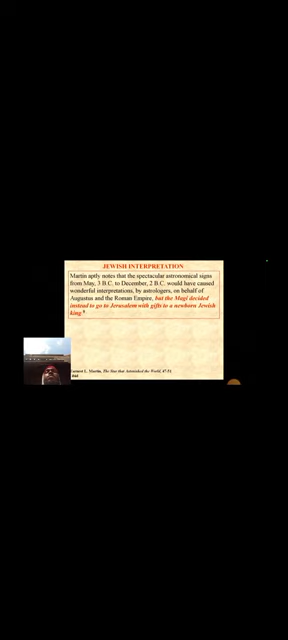 JEWISH INTERPRETATION
Martin aptly notes that the spectacular astronomical signs
from May, 3 B.C. to December, 2 B.C. would have caused
wonderful interpretations, by astrologers, on behalf of
Augustus and the Roman Empire, but the Magi decided
instead to go to Jerusalem with gifts to a newborn Jewish
king.
Ernest L. Martin, The Star that Astonished the World, 47-51.
ibid